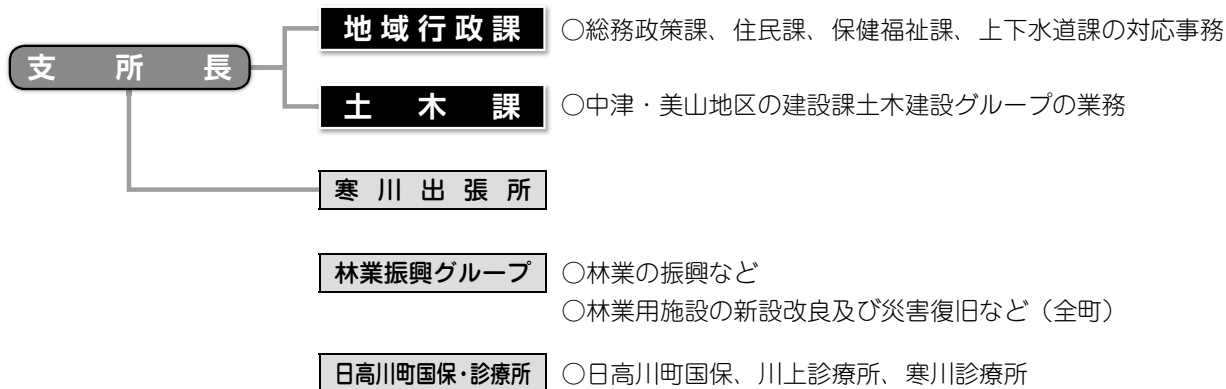 支所長
地域行政課 ○総務政策課、住民課、保健福祉課、上下水道課の対応事務
土木課 ○中津・美山地区の建設課土木建設グループの業務
寒川出張所
林業振興グループ ○林業の振興など
○林業用施設の新設改良及び災害復旧など（全町）
日高川町国保・診療所 ○日高川町国保、川上診療所、寒川診療所